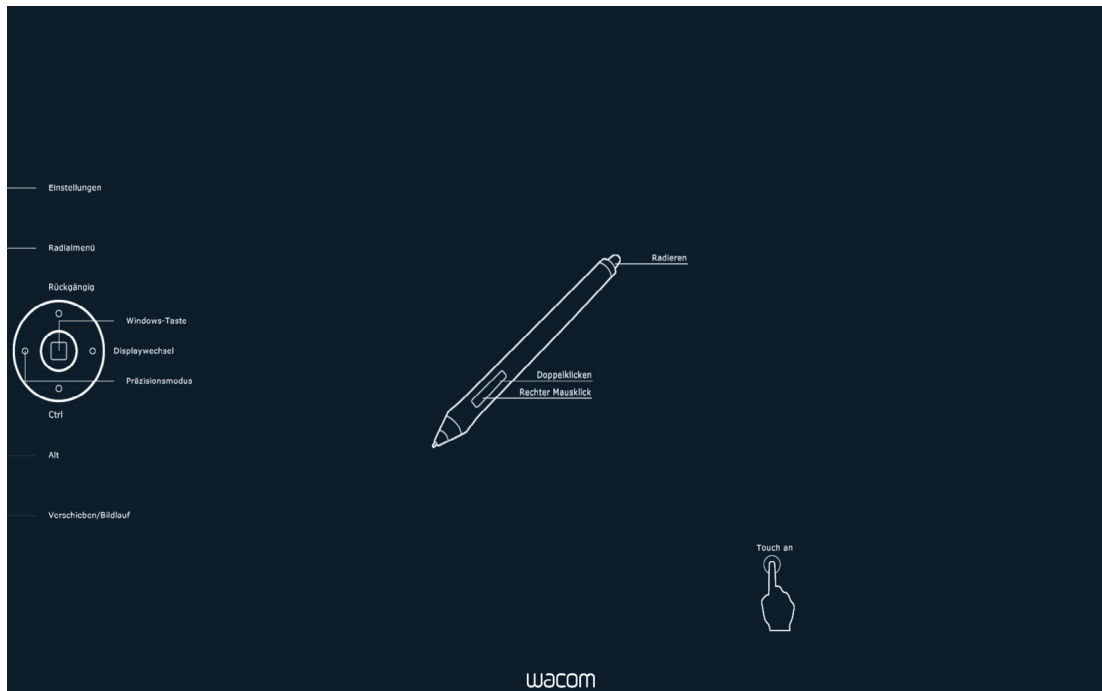 Einstellungen
Radialmenü
Rückgängig
Windows-Taste
Displaywechsel
Präzisionsmodus
Ctrl
Alt
Verschieben/Bildlauf
Radieren
Doppelklicken
Rechter Mausklick
Touch an
wacom